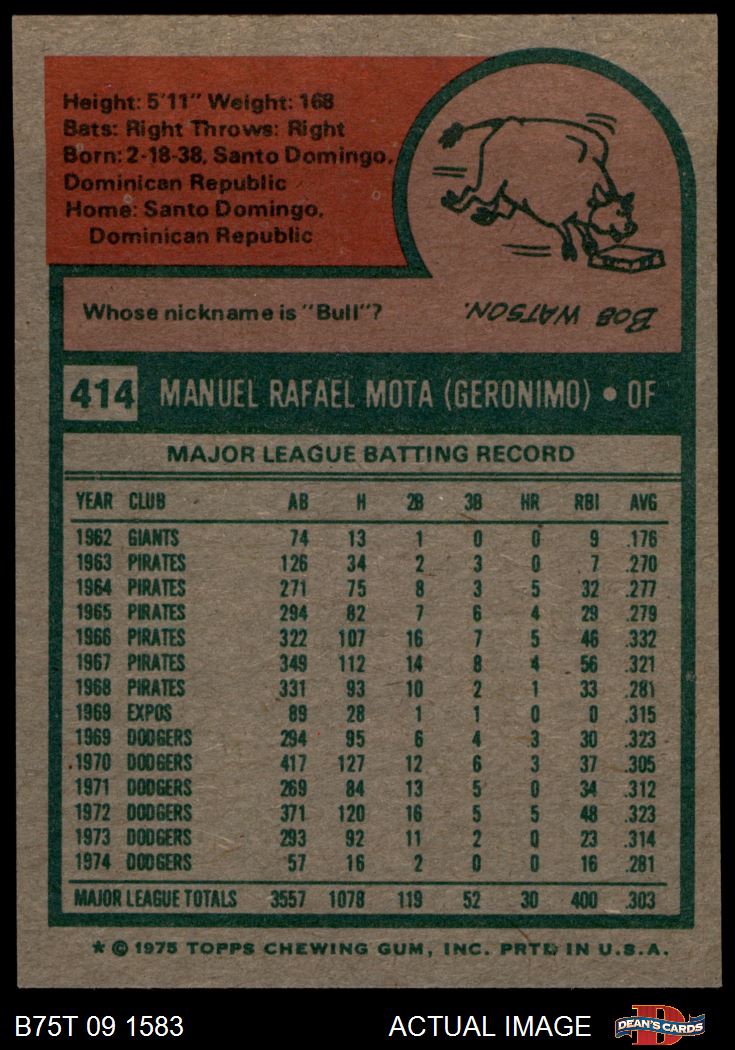 Height: 5'11" Weight: 168
Bats: Right Throws: Right
Born: 2-18-38, Santo Domingo,
Dominican Republic
Home: Santo Domingo,
Dominican Republic
Whose nickname is "Bull"?
BOB WATSON.
414 MANUEL RAFAEL MOTA (GERONIMO) • OF
MAJOR LEAGUE BATTING RECORD
YEAR CLUB AB H 2B 3B HR RBI AVG
1962 GIANTS 74 13 1 0 0 9 .176
1963 PIRATES 126 34 2 3 0 7 .270
1964 PIRATES 271 75 8 3 5 32 .277
1965 PIRATES 294 82 7 6 4 29 .279
1966 PIRATES 322 107 16 7 5 46 .332
1967 PIRATES 349 112 14 8 4 56 .321
1968 PIRATES 331 93 10 2 1 33 .281
1969 EXPOS 89 28 1 1 0 0 .315
1969 DODGERS 294 95 6 4 3 30 .323
1970 DODGERS 417 127 12 6 3 37 .305
1971 DODGERS 269 84 13 5 0 34 .312
1972 DODGERS 371 120 16 5 5 48 .323
1973 DODGERS 293 92 11 2 0 23 .314
1974 DODGERS 57 16 2 0 0 16 .281
MAJOR LEAGUE TOTALS 3557 1078 119 52 30 400 .303
* © 1975 TOPPS CHEWING GUM, INC. PRTD. IN U.S.A.
B75T 09 1583 ACTUAL IMAGE DEAN'S CARDS